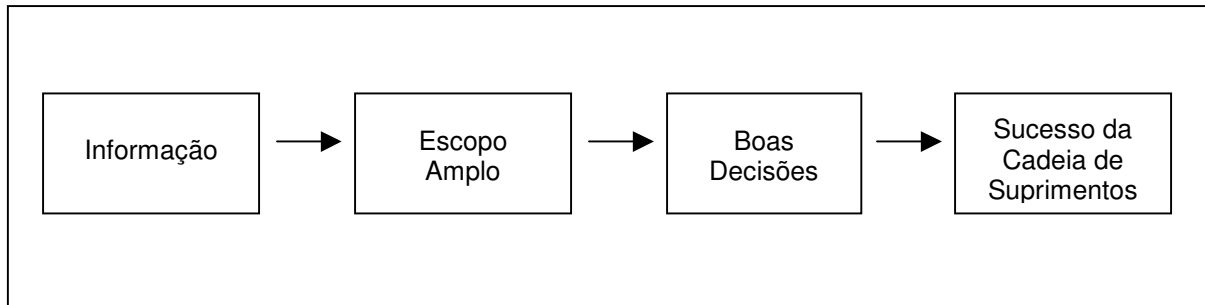 Informação
Escopo
Amplo
Boas
Decisões
Sucesso da
Cadeia de
Suprimentos